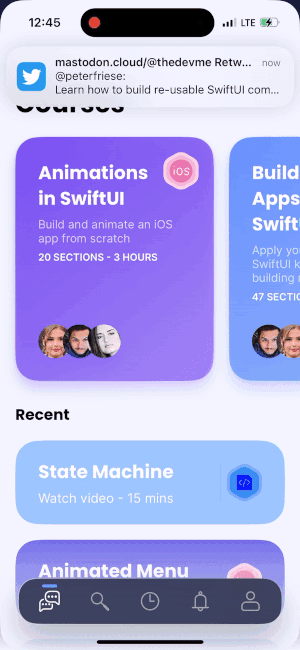 12:45
LTE
mastodon.cloud/@thedevme Retw...
now
@peterfriese:
Learn how to build re-usable SwiftUI com...
Courses
Animations
in SwiftUI
iOS
Build and animate an iOS
app from scratch
20 SECTIONS - 3 HOURS
Build
Apps
Swift
Apply you
SwiftUI k
building
47 SECTIO
Recent
State Machine
Watch video - 15 mins
</>
Animated Menu